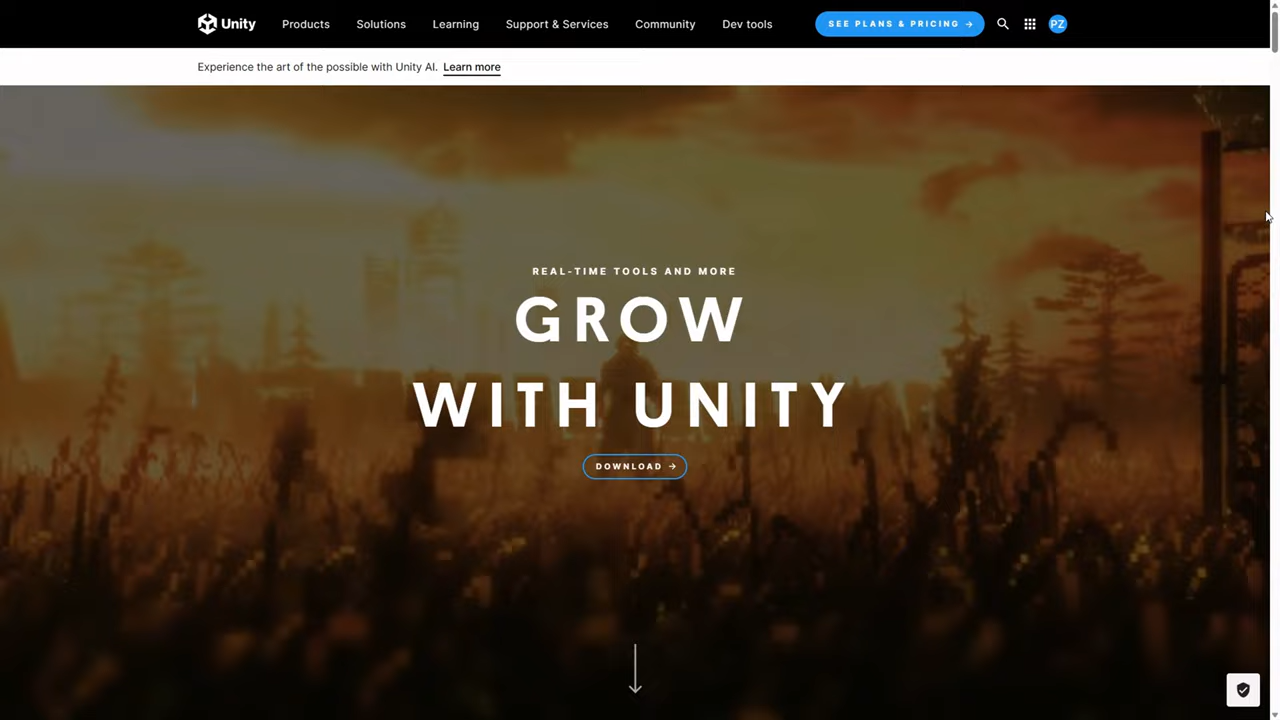 Unity
Products
Solutions
Learning
Support & Services
Community
Dev tools
SEE PLANS & PRICING →
PZ
Experience the art of the possible with Unity AI. Learn more
REAL-TIME TOOLS AND MORE
GROW
WITH UNITY
DOWNLOAD →